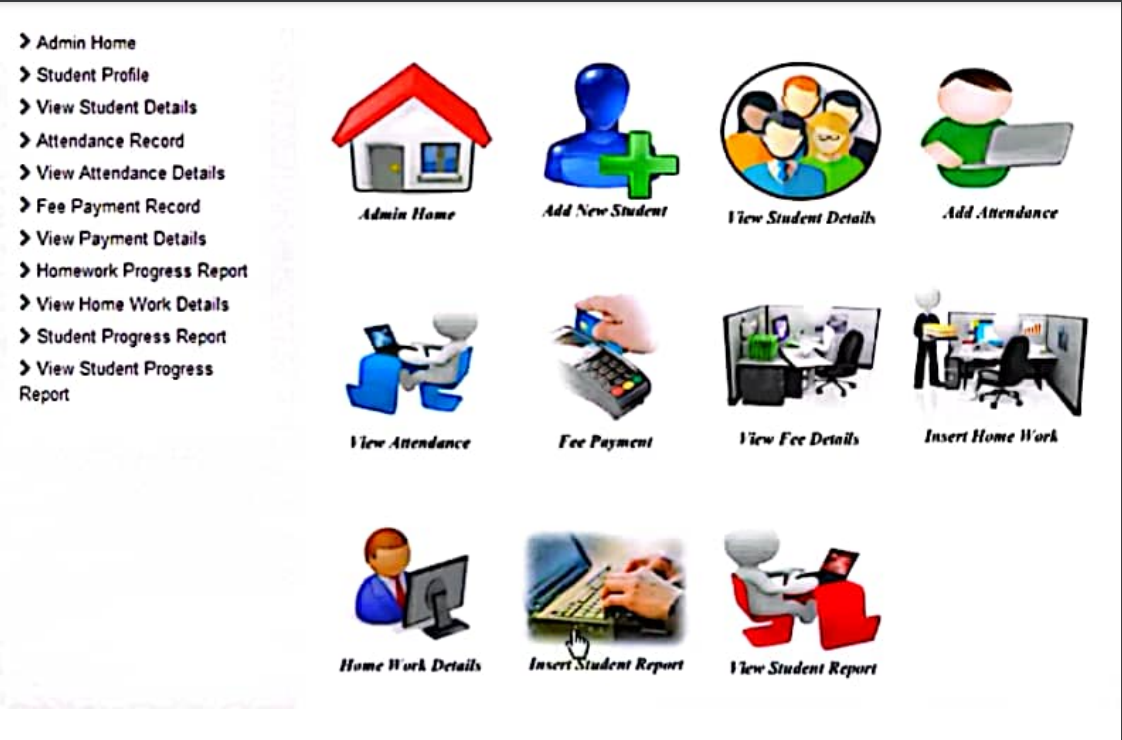 Admin Home
Student Profile
View Student Details
Attendance Record
View Attendance Details
Fee Payment Record
View Payment Details
Homework Progress Report
View Home Work Details
Student Progress Report
View Student Progress
Report
Admin Home
Add New Student
View Student Details
Add Attendance
View Attendance
Fee Payment
View Fee Details
Insert Home Work
Home Work Details
Insert Student Report
View Student Report